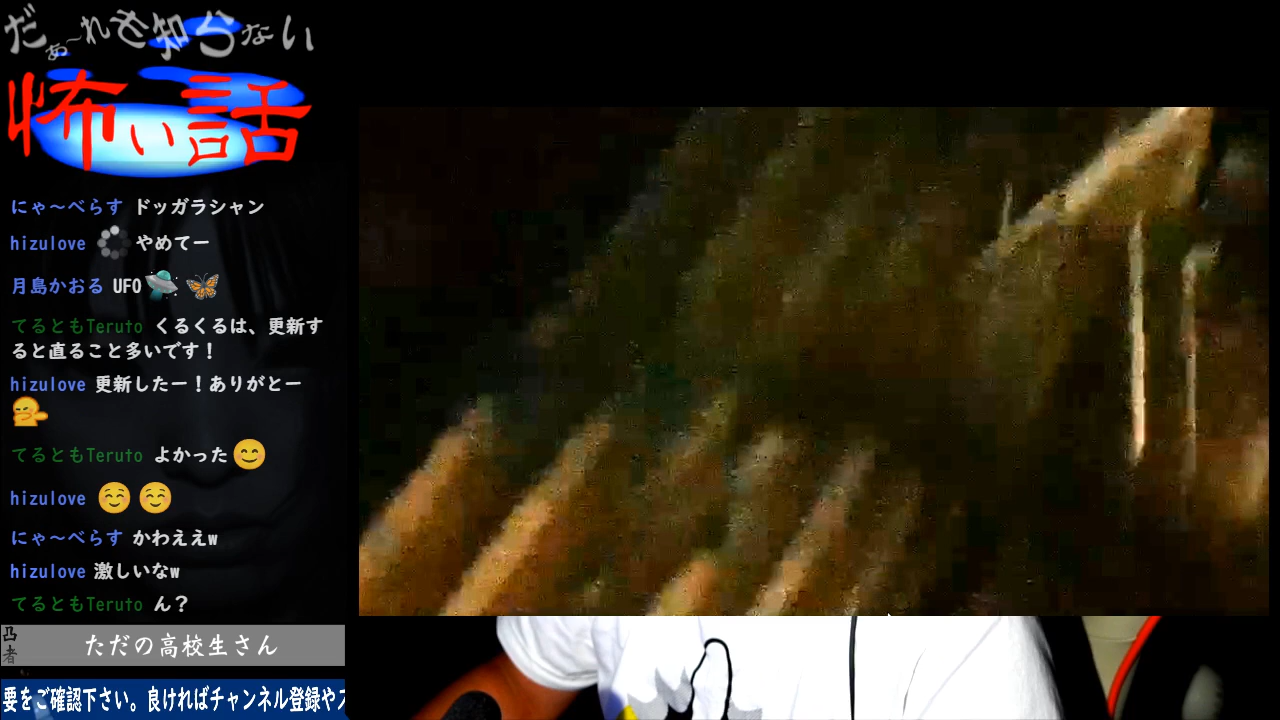 だぁ～れも知らない
怖い話
にゃ～べらす ドッガラシャン
hizulove やめてー
月島かおる UFO
てるともTeruto くるくるは、更新す
ると直ること多いです！
hizulove 更新したー！ありがとー
てるともTeruto よかった
hizulove
にゃ～べらす かわええw
hizulove 激しいなw
てるともTeruto ん？
凸者 ただの高校生さん
要をご確認下さい。良ければチャンネル登録や